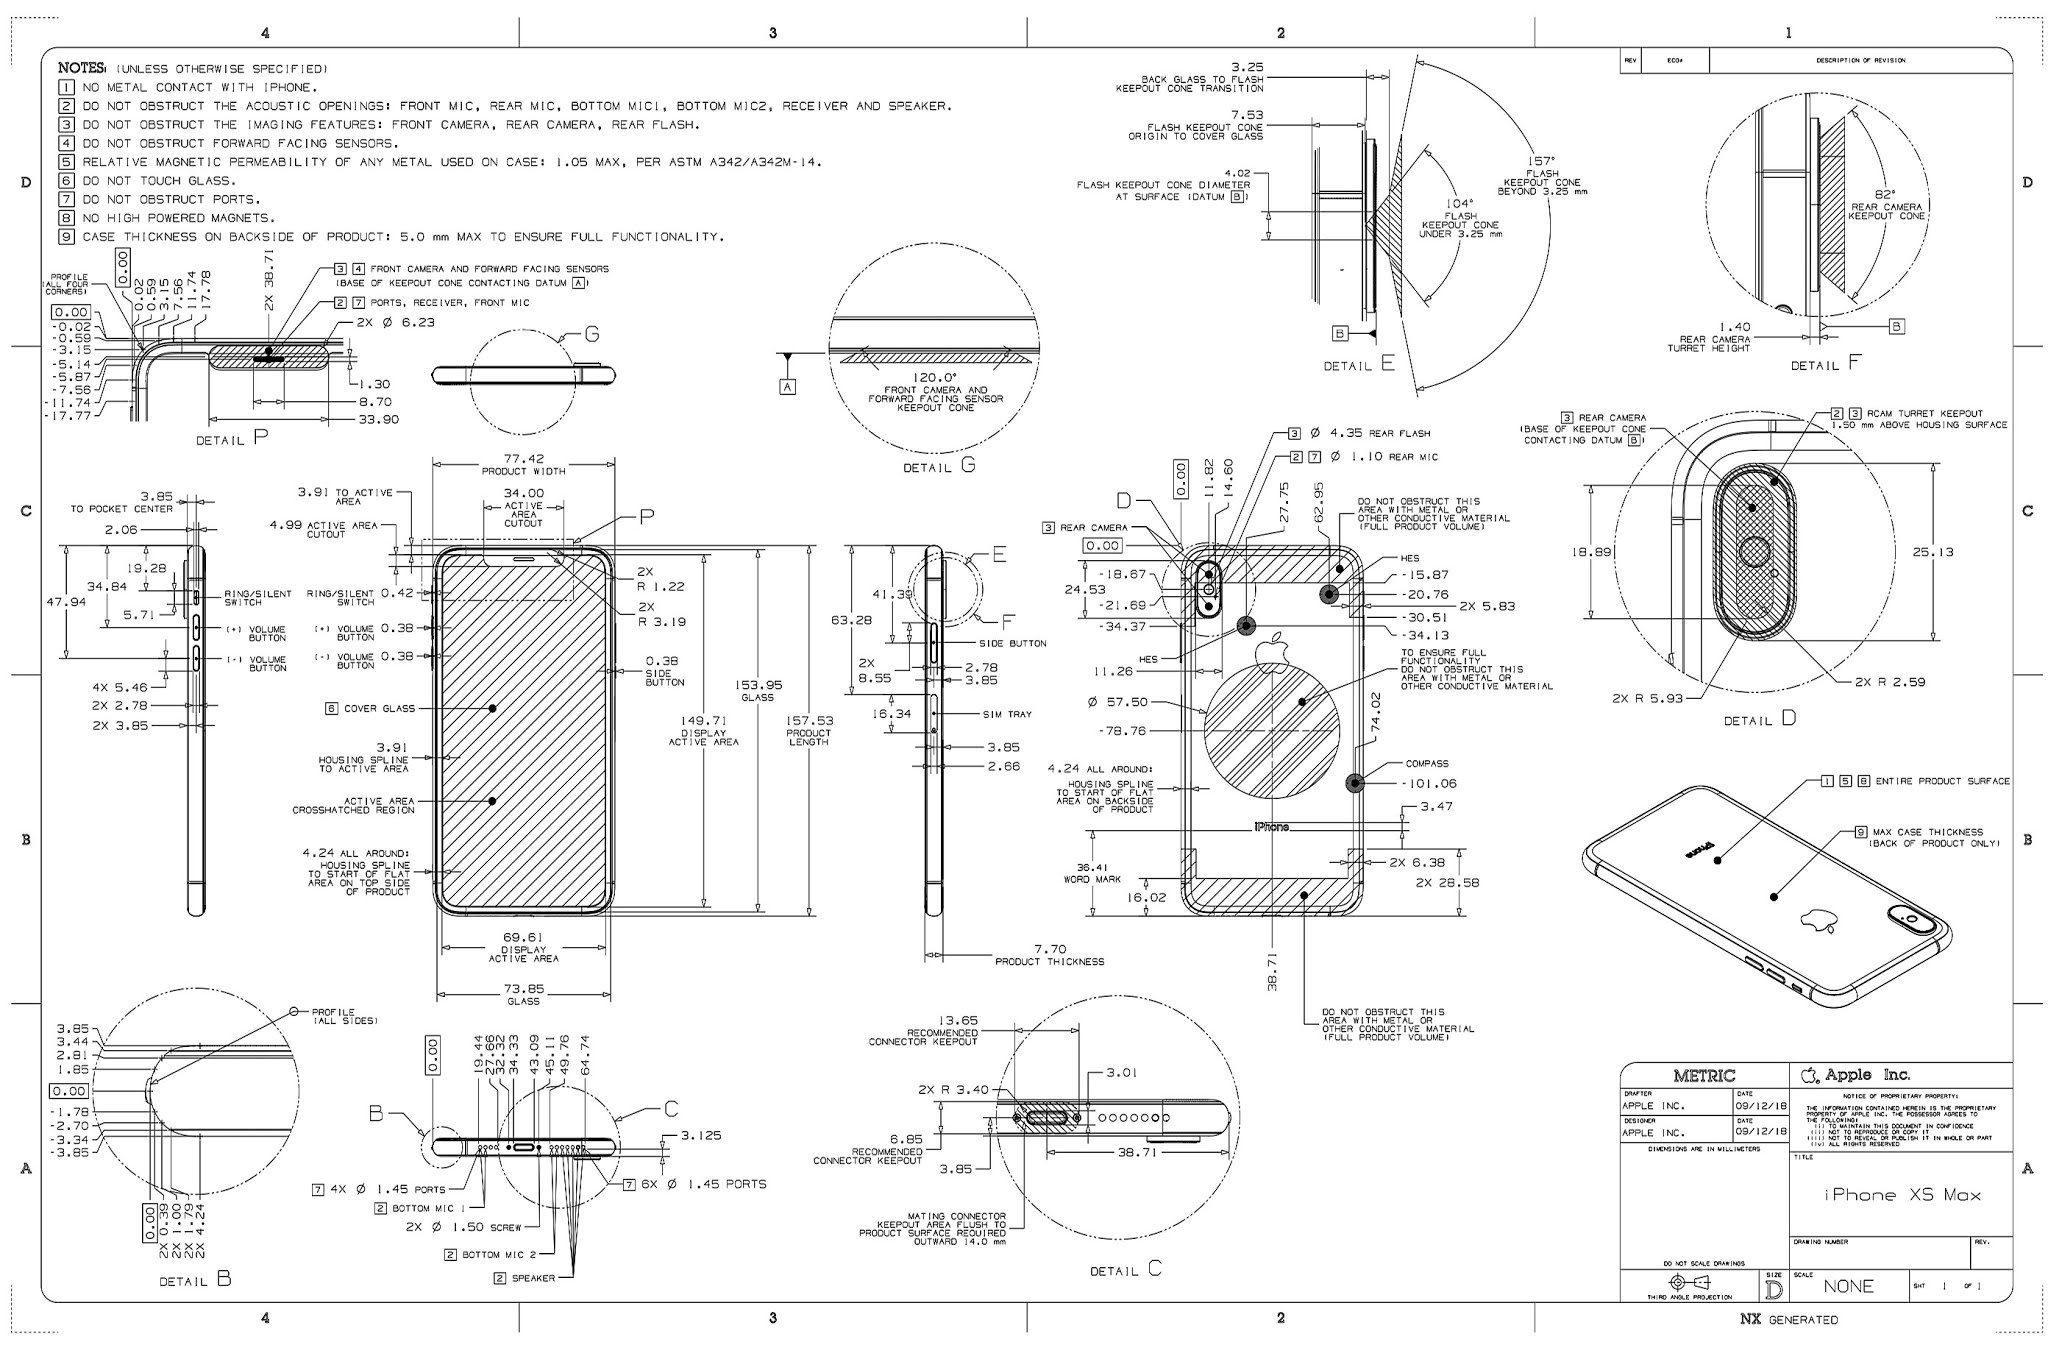 4
3
2
1
D
C
B
A
NOTES: (UNLESS OTHERWISE SPECIFIED)
1 NO METAL CONTACT WITH IPHONE.
2 DO NOT OBSTRUCT THE ACOUSTIC OPENINGS: FRONT MIC, REAR MIC, BOTTOM MIC1, BOTTOM MIC2, RECEIVER AND SPEAKER.
3 DO NOT OBSTRUCT THE IMAGING FEATURES: FRONT CAMERA, REAR CAMERA, REAR FLASH.
4 DO NOT OBSTRUCT FORWARD FACING SENSORS.
5 RELATIVE MAGNETIC PERMEABILITY OF ANY METAL USED ON CASE: 1.05 MAX, PER ASTM A342/A342M-14.
6 DO NOT TOUCH GLASS.
7 DO NOT OBSTRUCT PORTS.
8 NO HIGH POWERED MAGNETS.
9 CASE THICKNESS ON BACKSIDE OF PRODUCT: 5.0 mm MAX TO ENSURE FULL FUNCTIONALITY.
PROFILE
(ALL FOUR
CORNERS)
0.00
0.02
0.59
3.15
7.56
11.74
17.78
2X 38.71
0.00
-0.02
-0.59
-3.15
-5.14
-5.87
-7.56
-11.74
-17.77
3 4 FRONT CAMERA AND FORWARD FACING SENSORS
(BASE OF KEEPOUT CONE CONTACTING DATUM A)
2 7 PORTS, RECEIVER, FRONT MIC
2X Ø 6.23
1.30
8.70
33.90
DETAIL P
G
A
120.0°
FRONT CAMERA AND
FORWARD FACING SENSOR
KEEPOUT CONE
DETAIL G
3.25
BACK GLASS TO FLASH
KEEPOUT CONE TRANSITION
7.53
FLASH KEEPOUT CONE
ORIGIN TO COVER GLASS
4.02
FLASH KEEPOUT CONE DIAMETER
AT SURFACE (DATUM B)
157°
FLASH
KEEPOUT CONE
BEYOND 3.25 mm
104°
FLASH
KEEPOUT CONE
UNDER 3.25 mm
B
DETAIL E
REV
ECO#
DESCRIPTION OF REVISION
82°
REAR CAMERA
KEEPOUT CONE
1.40
REAR CAMERA
TURRET HEIGHT
B
DETAIL F
3.85
TO POCKET CENTER
2.06
19.28
34.84
47.94
5.71
RING/SILENT
SWITCH
(+) VOLUME
BUTTON
(-) VOLUME
BUTTON
4X 5.46
2X 2.78
2X 3.85
77.42
PRODUCT WIDTH
3.91 TO ACTIVE
AREA
34.00
ACTIVE
AREA
CUTOUT
4.99 ACTIVE AREA
CUTOUT
P
2X
R 1.22
2X
R 3.19
RING/SILENT 0.42
SWITCH
(+) VOLUME 0.38
BUTTON
(-) VOLUME 0.38
BUTTON
0.38
SIDE
BUTTON
6 COVER GLASS
153.95
GLASS
149.71
DISPLAY
ACTIVE AREA
157.53
PRODUCT
LENGTH
3.91
HOUSING SPLINE
TO ACTIVE AREA
ACTIVE AREA
CROSSHATCHED REGION
4.24 ALL AROUND:
HOUSING SPLINE
TO START OF FLAT
AREA ON TOP SIDE
OF PRODUCT
69.61
DISPLAY
ACTIVE AREA
73.85
GLASS
E
F
41.39
63.28
SIDE BUTTON
2X
8.55
2.78
3.85
16.34
SIM TRAY
3.85
2.66
7.70
PRODUCT THICKNESS
3 Ø 4.35 REAR FLASH
2 7 Ø 1.10 REAR MIC
D
0.00
11.82
14.60
27.75
62.95
DO NOT OBSTRUCT THIS
AREA WITH METAL OR
OTHER CONDUCTIVE MATERIAL
(FULL PRODUCT VOLUME)
3 REAR CAMERA
0.00
-18.67
24.53
-21.69
-34.37
HES
-15.87
-20.76
2X 5.83
-30.51
-34.13
HES
11.26
TO ENSURE FULL
FUNCTIONALITY
DO NOT OBSTRUCT THIS
AREA WITH METAL OR
OTHER CONDUCTIVE MATERIAL
Ø 57.50
-78.76
74.02
COMPASS
-101.06
4.24 ALL AROUND:
HOUSING SPLINE
TO START OF FLAT
AREA ON BACKSIDE
OF PRODUCT
3.47
iPhone
36.41
WORD MARK
2X 6.38
2X 28.58
16.02
38.71
DO NOT OBSTRUCT THIS
AREA WITH METAL OR
OTHER CONDUCTIVE MATERIAL
(FULL PRODUCT VOLUME)
3 REAR CAMERA
(BASE OF KEEPOUT CONE
CONTACTING DATUM B)
2 3 RCAM TURRET KEEPOUT
1.50 mm ABOVE HOUSING SURFACE
18.89
25.13
2X R 2.59
2X R 5.93
DETAIL D
1 5 8 ENTIRE PRODUCT SURFACE
9 MAX CASE THICKNESS
(BACK OF PRODUCT ONLY)
iPhone
PROFILE
(ALL SIDES)
3.85
3.44
2.81
1.85
0.00
-1.78
-2.70
-3.34
-3.85
0.00
2X 0.39
2X 1.00
2X 1.79
2X 4.24
DETAIL B
0.00
19.44
27.66
32.32
34.33
43.09
45.11
49.76
64.74
B
C
3.125
7 4X Ø 1.45 PORTS
7 6X Ø 1.45 PORTS
2 BOTTOM MIC 1
2X Ø 1.50 SCREW
2 BOTTOM MIC 2
2 SPEAKER
13.65
RECOMMENDED
CONNECTOR KEEPOUT
3.01
2X R 3.40
6.85
RECOMMENDED
CONNECTOR KEEPOUT
3.85
38.71
MATING CONNECTOR
KEEPOUT AREA FLUSH TO
PRODUCT SURFACE REQUIRED
OUTWARD 14.0 mm
DETAIL C
METRIC
Apple Inc.
DRAFTER
DATE
APPLE INC.
09/12/18
DESIGNER
DATE
APPLE INC.
09/12/18
DIMENSIONS ARE IN MILLIMETERS
NOTICE OF PROPRIETARY PROPERTY:
THE INFORMATION CONTAINED HEREIN IS THE PROPRIETARY
PROPERTY OF APPLE INC. THE POSSESSOR AGREES TO
THE FOLLOWING:
(I) TO MAINTAIN THIS DOCUMENT IN CONFIDENCE
(II) NOT TO REPRODUCE OR COPY IT
(III) NOT TO REVEAL OR PUBLISH IT IN WHOLE OR PART
(IV) ALL RIGHTS RESERVED
TITLE
iPhone XS Max
DRAWING NUMBER
REV.
DO NOT SCALE DRAWINGS
THIRD ANGLE PROJECTION
SIZE
D
SCALE
NONE
SHT 1 OF 1
D
C
B
A
4
3
2
1
NX GENERATED